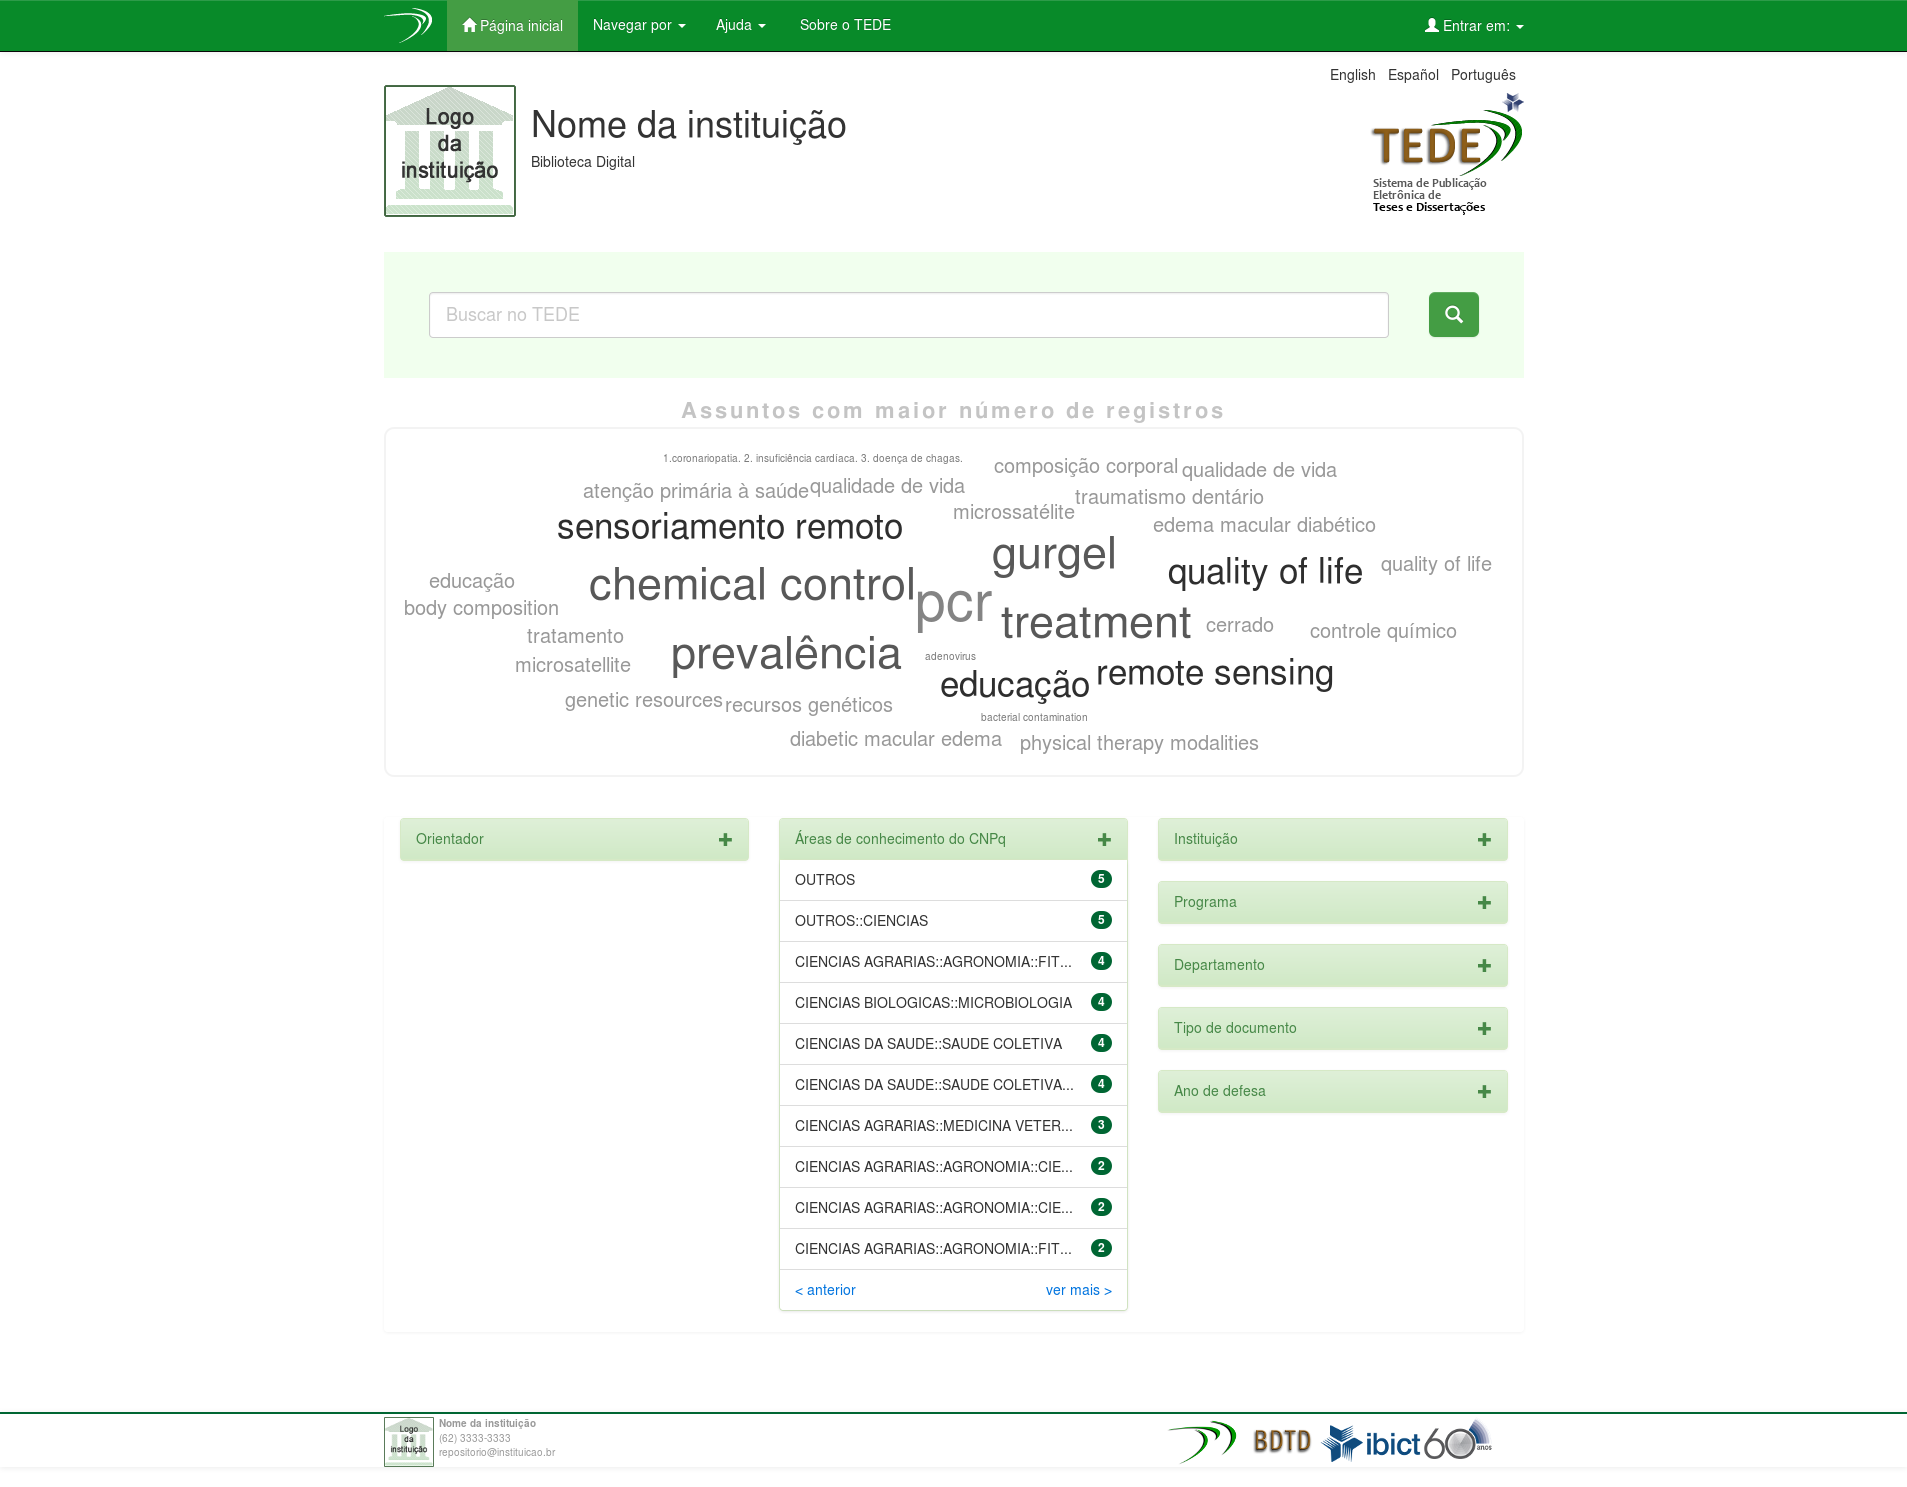 Página inicial Navegar por Ajuda Sobre o TEDE Entrar em:
English Español Português
Logo
da
instituição
Nome da instituição
Biblioteca Digital
TEDE
Sistema de Publicação
Eletrônica de
Teses e Dissertações
Buscar no TEDE
Assuntos com maior número de registros
1.coronariopatia. 2. insuficiência cardíaca. 3. doença de chagas.
composição corporal
qualidade de vida
atenção primária à saúde
qualidade de vida
traumatismo dentário
microssatélite
sensoriamento remoto
edema macular diabético
gurgel
quality of life
quality of life
educação
chemical control
pcr
body composition
treatment
cerrado
controle químico
tratamento
prevalência
adenovirus
microsatellite
educação
remote sensing
genetic resources
recursos genéticos
bacterial contamination
diabetic macular edema
physical therapy modalities
Orientador
Áreas de conhecimento do CNPq
OUTROS 5
OUTROS::CIENCIAS 5
CIENCIAS AGRARIAS::AGRONOMIA::FIT... 4
CIENCIAS BIOLOGICAS::MICROBIOLOGIA 4
CIENCIAS DA SAUDE::SAUDE COLETIVA 4
CIENCIAS DA SAUDE::SAUDE COLETIVA... 4
CIENCIAS AGRARIAS::MEDICINA VETER... 3
CIENCIAS AGRARIAS::AGRONOMIA::CIE... 2
CIENCIAS AGRARIAS::AGRONOMIA::CIE... 2
CIENCIAS AGRARIAS::AGRONOMIA::FIT... 2
< anterior ver mais >
Instituição
Programa
Departamento
Tipo de documento
Ano de defesa
Logo
da
instituição
Nome da instituição
(62) 3333-3333
repositorio@instituicao.br
BDTD ibict 60 anos